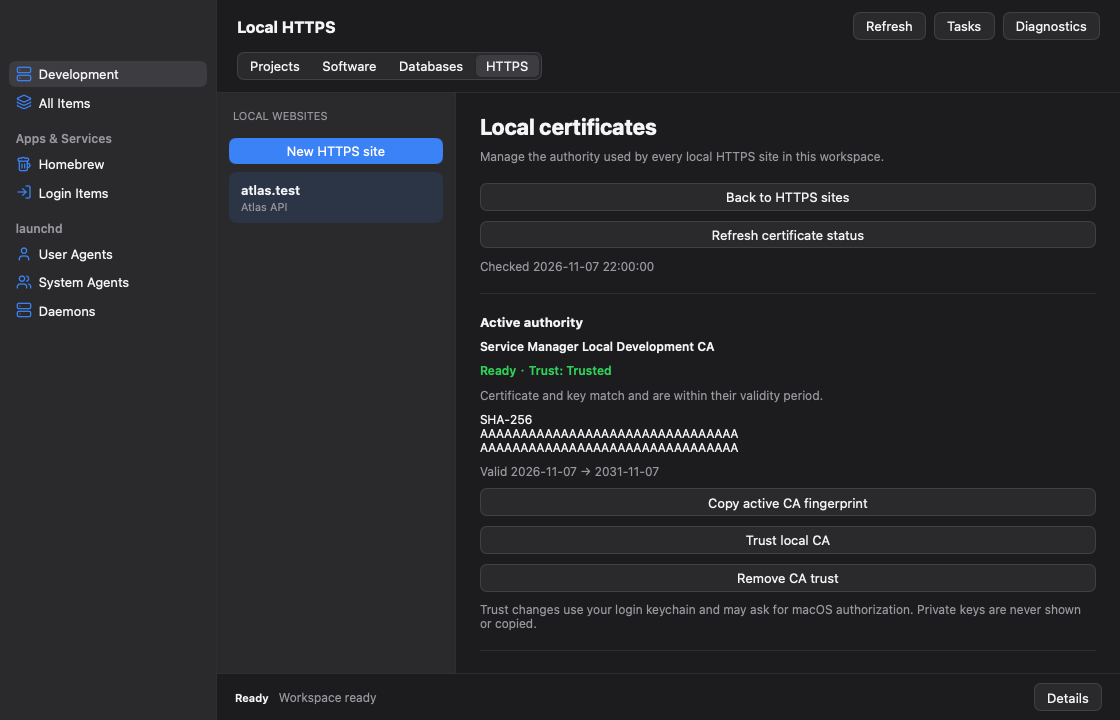 Local HTTPS
Refresh
Tasks
Diagnostics
Projects
Software
Databases
HTTPS
Development
All Items
Apps & Services
Homebrew
Login Items
launchd
User Agents
System Agents
Daemons
LOCAL WEBSITES
New HTTPS site
atlas.test
Atlas API
Local certificates
Manage the authority used by every local HTTPS site in this workspace.
Back to HTTPS sites
Refresh certificate status
Checked 2026-11-07 22:00:00
Active authority
Service Manager Local Development CA
Ready · Trust: Trusted
Certificate and key match and are within their validity period.
SHA-256
AAAAAAAAAAAAAAAAAAAAAAAAAAAAAAAA
AAAAAAAAAAAAAAAAAAAAAAAAAAAAAAAA
Valid 2026-11-07 → 2031-11-07
Copy active CA fingerprint
Trust local CA
Remove CA trust
Trust changes use your login keychain and may ask for macOS authorization. Private keys are never shown
or copied.
Ready
Workspace ready
Details